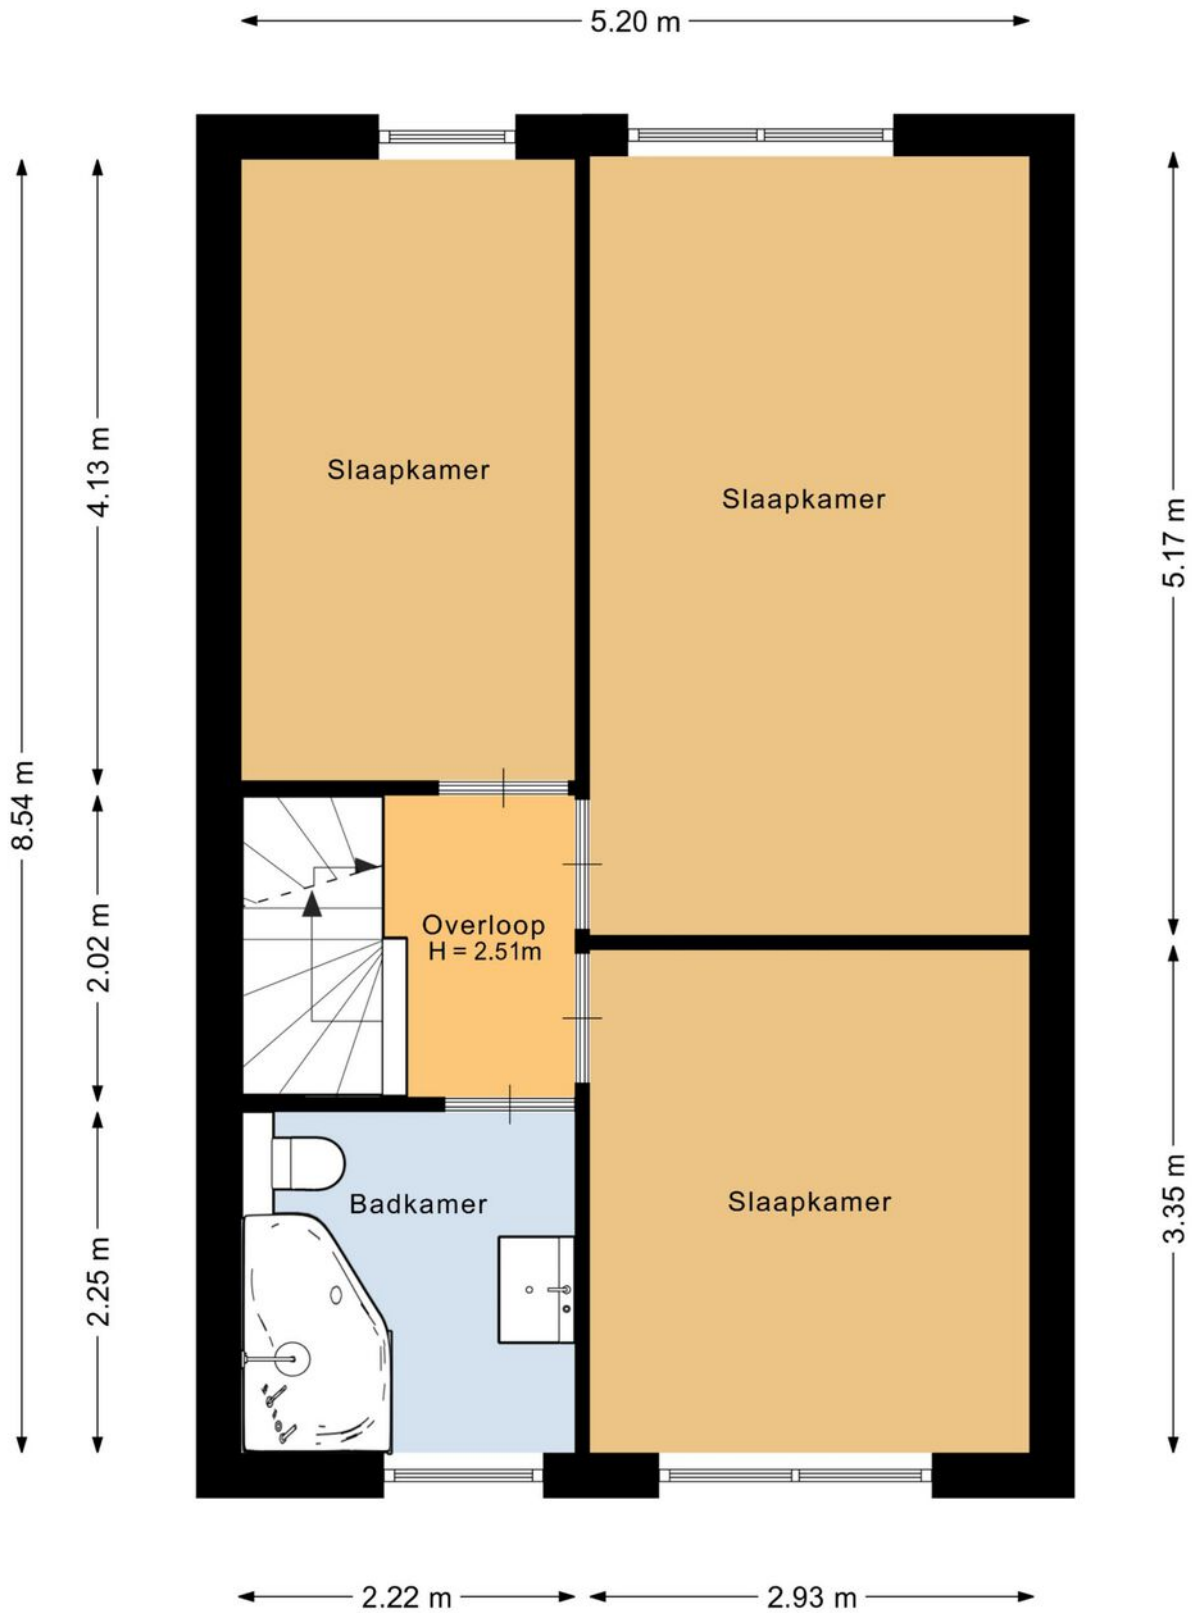 5.20 m
Slaapkamer
Slaapkamer
4.13 m
5.17 m
8.54 m
Overloop
H = 2.51m
2.02 m
Badkamer
Slaapkamer
2.25 m
3.35 m
2.22 m
2.93 m